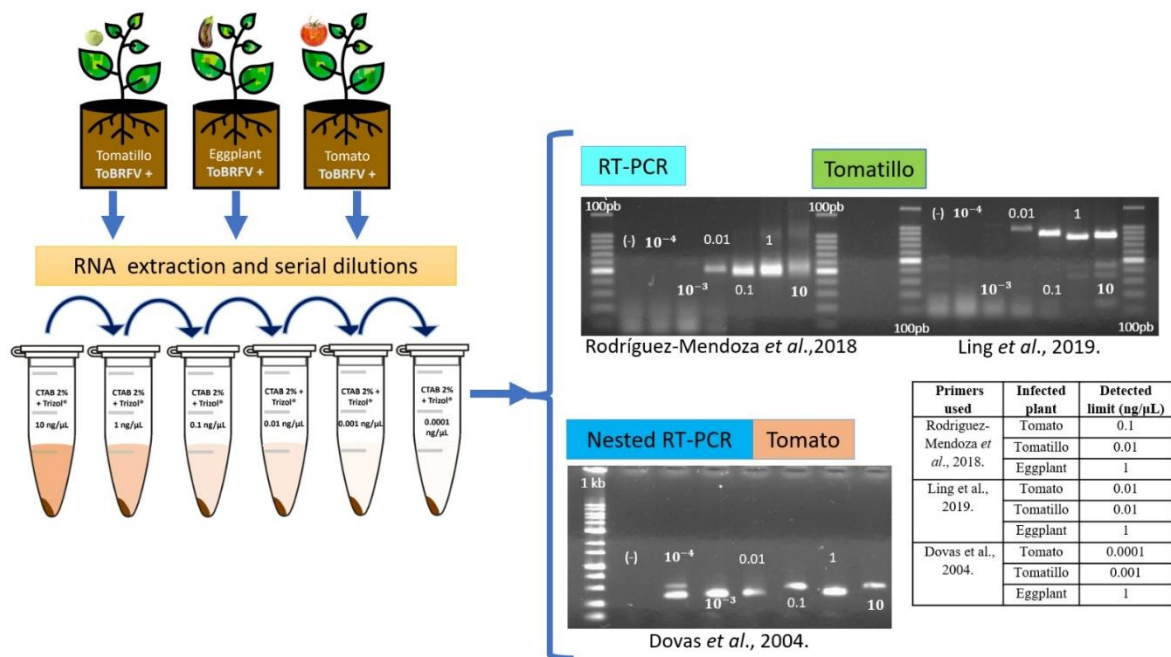 Tomatillo
ToBRFV +
Eggplant
ToBRFV +
Tomato
ToBRFV +
RNA extraction and serial dilutions
CTAB 2%
+ Trizol®
10 ng/µL
CTAB 2%
+ Trizol®
1 ng/µL
CTAB 2%
+ Trizol®
0.1 ng/µL
CTAB 2% +
Trizol®
0.01 ng/µL
CTAB 2% +
Trizol®
0.001 ng/µL
CTAB 2%
+ Trizol®
0.0001
ng/µL
RT-PCR
Tomatillo
100pb
(-) 10⁻⁴ 0.01 1
10⁻³ 0.1 10
100pb
(-) 10⁻⁴ 0.01 1
10⁻³ 0.1 10
100pb
100pb
Rodríguez-Mendoza et al.,2018
Ling et al., 2019.
Nested RT-PCR
Tomato
1 kb
(-) 10⁻⁴ 0.01 1
10⁻³ 0.1 10
Dovas et al., 2004.
Primers used Infected plant Detected limit (ng/µL)
Rodriguez-Mendoza et al., 2018. Tomato 0.1
Tomatillo 0.01
Eggplant 1
Ling et al., 2019. Tomato 0.01
Tomatillo 0.01
Eggplant 1
Dovas et al., 2004. Tomato 0.0001
Tomatillo 0.001
Eggplant 1